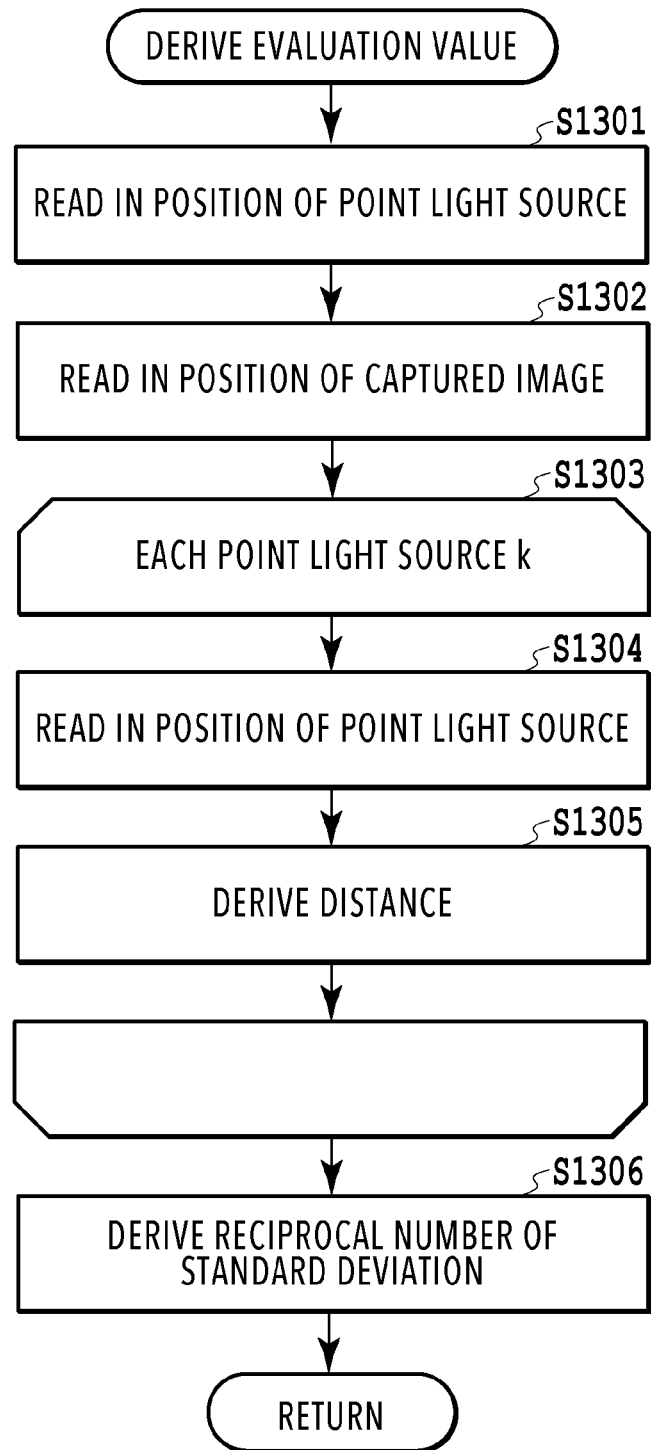 DERIVE EVALUATION VALUE
S1301
READ IN POSITION OF POINT LIGHT SOURCE
S1302
READ IN POSITION OF CAPTURED IMAGE
S1303
EACH POINT LIGHT SOURCE k
S1304
READ IN POSITION OF POINT LIGHT SOURCE
S1305
DERIVE DISTANCE
S1306
DERIVE RECIPROCAL NUMBER OF
STANDARD DEVIATION
RETURN